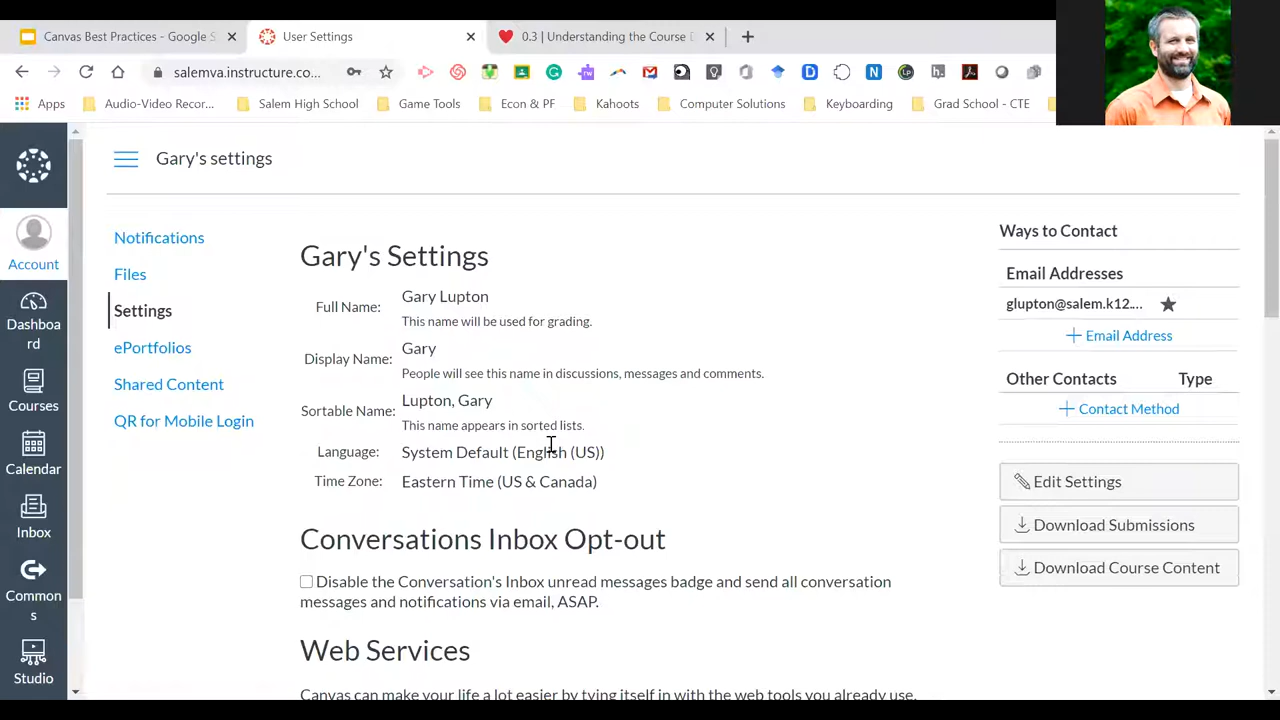 Canvas Best Practices - Google S
User Settings
0.3 | Understanding the Course D
salemva.instructure.co...
Apps
Audio-Video Recor...
Salem High School
Game Tools
Econ & PF
Kahoots
Computer Solutions
Keyboarding
Grad School - CTE
Account
Dashboa
rd
Courses
Calendar
Inbox
Common
s
Studio
Gary's settings
Notifications
Files
Settings
ePortfolios
Shared Content
QR for Mobile Login
Gary's Settings
Full Name: Gary Lupton
This name will be used for grading.
Display Name: Gary
People will see this name in discussions, messages and comments.
Sortable Name: Lupton, Gary
This name appears in sorted lists.
Language: System Default (English (US))
Time Zone: Eastern Time (US & Canada)
Conversations Inbox Opt-out
Disable the Conversation's Inbox unread messages badge and send all conversation
messages and notifications via email, ASAP.
Web Services
Canvas can make your life a lot easier by tying itself in with the web tools you already use.
Ways to Contact
Email Addresses
glupton@salem.k12....
Email Address
Other Contacts Type
Contact Method
Edit Settings
Download Submissions
Download Course Content